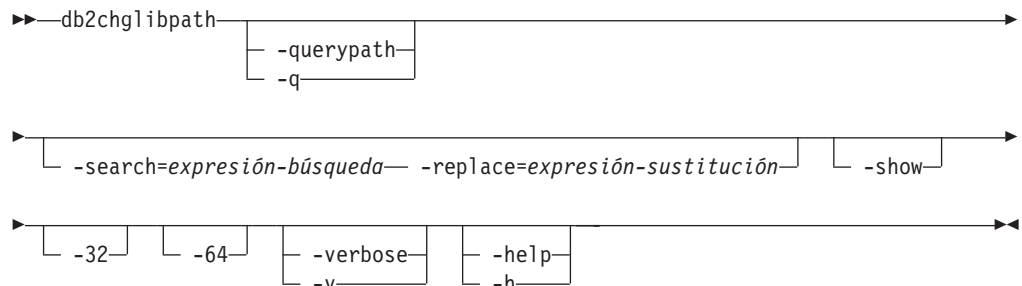 db2chglibpath
-querypath
-q
-search=expresión-búsqueda -replace=expresión-sustitución -show
-32 -64 -verbose -help
-v -h